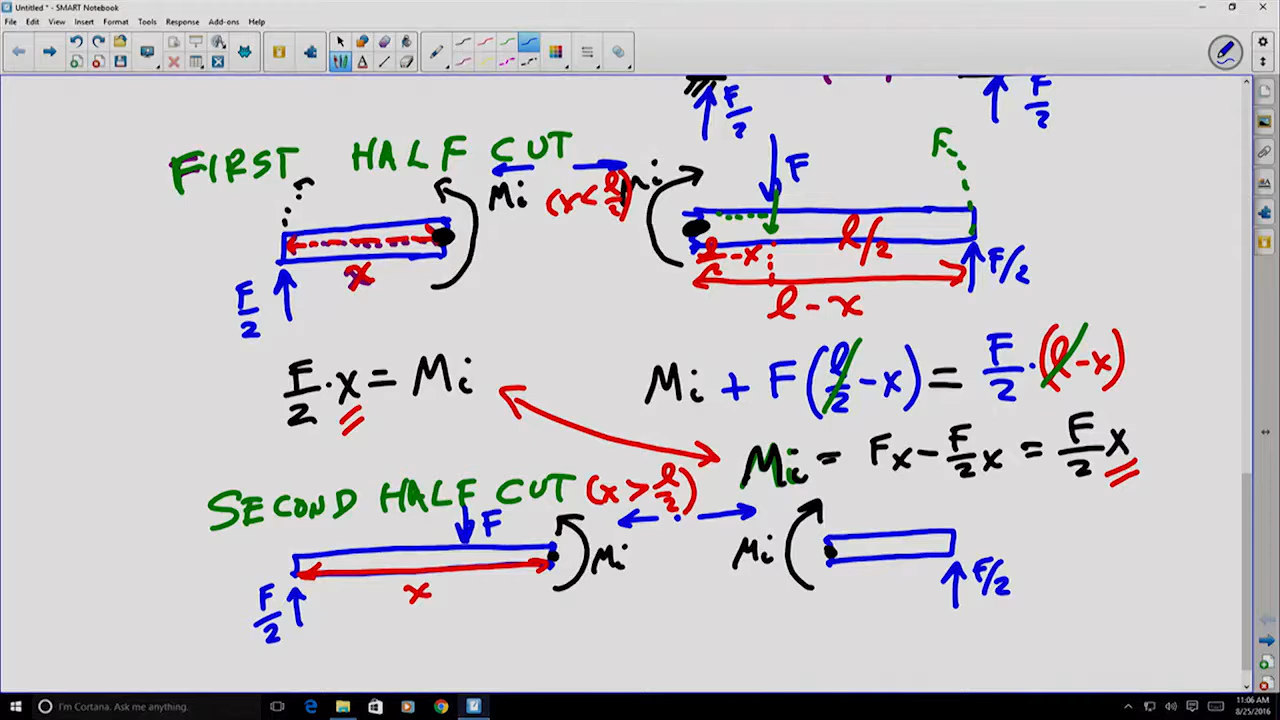 Untitled * - SMART Notebook
File Edit View Insert Format Tools Response Add-ons Help
F/2 F/2
FIRST HALF CUT
Mi (x < l/2) Mi F F
x l/2 - x l/2
F/2 l - x F/2
F/2 · x = Mi
Mi + F(l/2 - x) = F/2 · (l - x)
Mi = Fx - F/2 x = F/2 x
SECOND HALF CUT (x > l/2)
F Mi Mi
x F/2
F/2
I'm Cortana. Ask me anything.
11:06 AM
8/25/2016